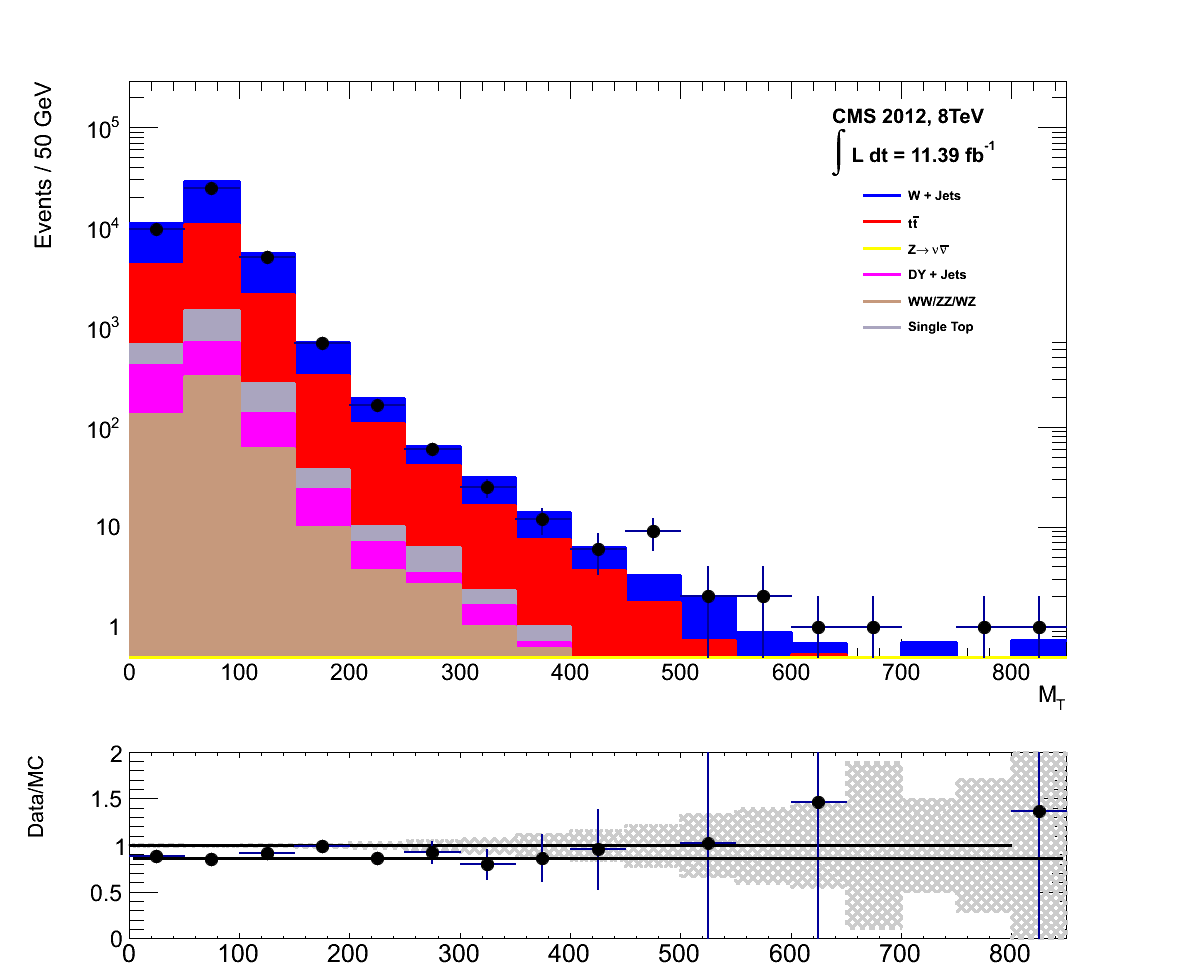 Events / 50 GeV
10^5
10^4
10^3
10^2
10
1
CMS 2012, 8TeV
∫ L dt = 11.39 fb^-1
W + Jets
tt̅
Z→ν ν̅
DY + Jets
WW/ZZ/WZ
Single Top
0 100 200 300 400 500 600 700 800
M_T
Data/MC
2
1.5
1
0.5
0
0 100 200 300 400 500 600 700 800